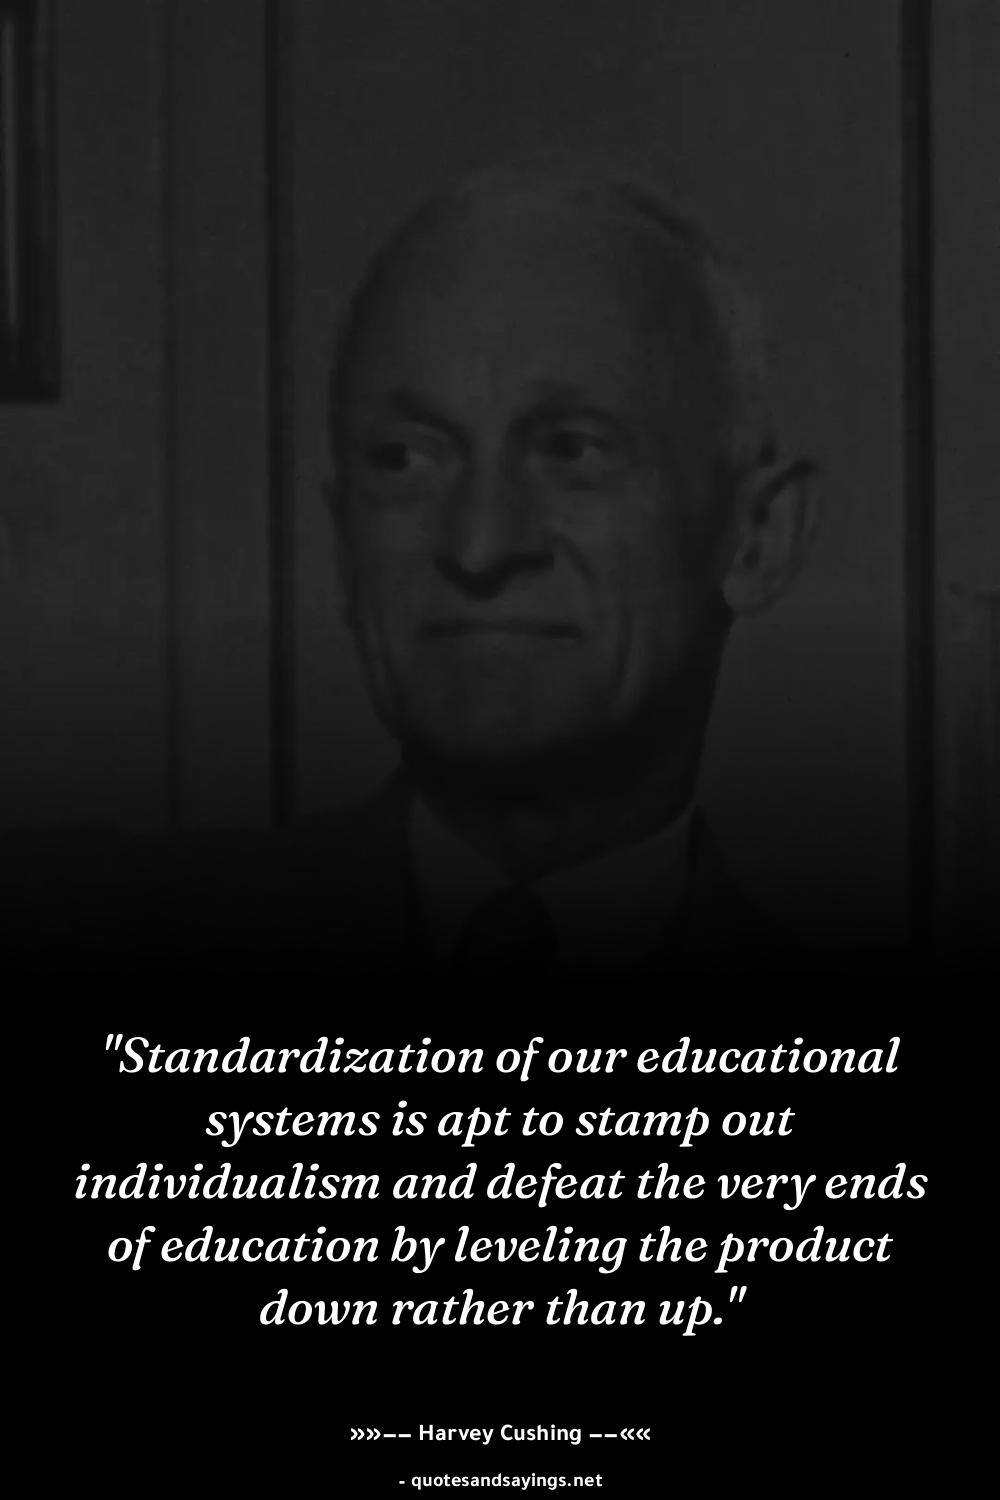 "Standardization of our educational
systems is apt to stamp out
individualism and defeat the very ends
of education by leveling the product
down rather than up."
»»−− Harvey Cushing −−««
- quotesandsayings.net